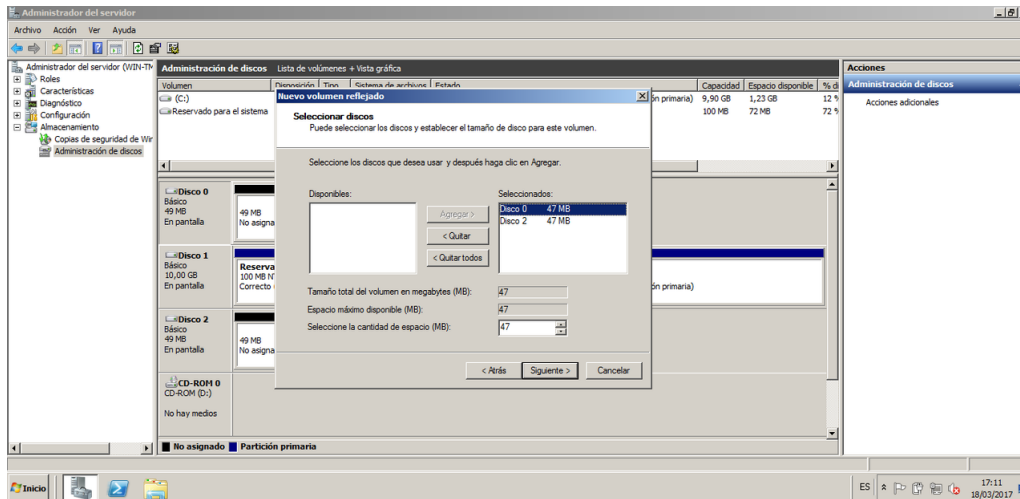 Administrador del servidor
Archivo Acción Ver Ayuda
Administrador del servidor (WIN-TM
Roles
Características
Diagnóstico
Configuración
Almacenamiento
Copias de seguridad de Wir
Administración de discos
Administración de discos Lista de volúmenes + Vista gráfica
Volumen Disposición Tipo Sistema de archivos Estado Capacidad Espacio disponible % di
(C:) ón primaria) 9,90 GB 1,23 GB 12 %
Reservado para el sistema 100 MB 72 MB 72 %
Nuevo volumen reflejado
Seleccionar discos
Puede seleccionar los discos y establecer el tamaño de disco para este volumen.
Seleccione los discos que desea usar y después haga clic en Agregar.
Disponibles: Seleccionados:
Agregar >
< Quitar
< Quitar todos
Disco 0 47 MB
Disco 2 47 MB
Tamaño total del volumen en megabytes (MB): 47
Espacio máximo disponible (MB): 47
Seleccione la cantidad de espacio (MB): 47
< Atrás Siguiente > Cancelar
Disco 0
Básico
49 MB
En pantalla
49 MB
No asigna
Disco 1
Básico
10,00 GB
En pantalla
Reserva
100 MB N
Correcto
ón primaria)
Disco 2
Básico
49 MB
En pantalla
49 MB
No asigna
CD-ROM 0
CD-ROM (D:)
No hay medios
No asignado Partición primaria
Acciones
Administración de discos
Acciones adicionales
Inicio
ES
17:11
18/03/2017